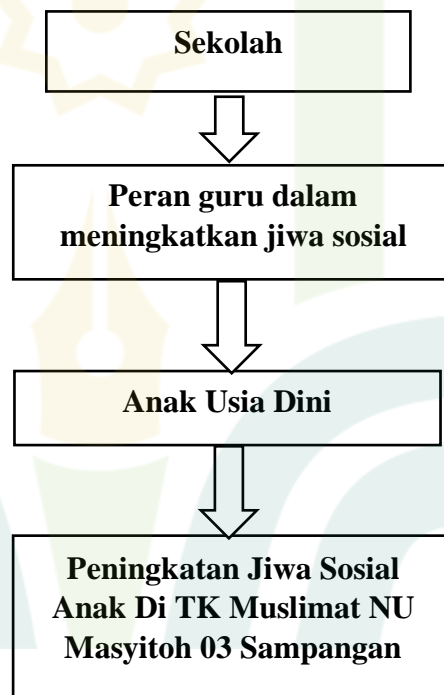 Sekolah
Peran guru dalam
meningkatkan jiwa sosial
Anak Usia Dini
Peningkatan Jiwa Sosial
Anak Di TK Muslimat NU
Masyitoh 03 Sampangan